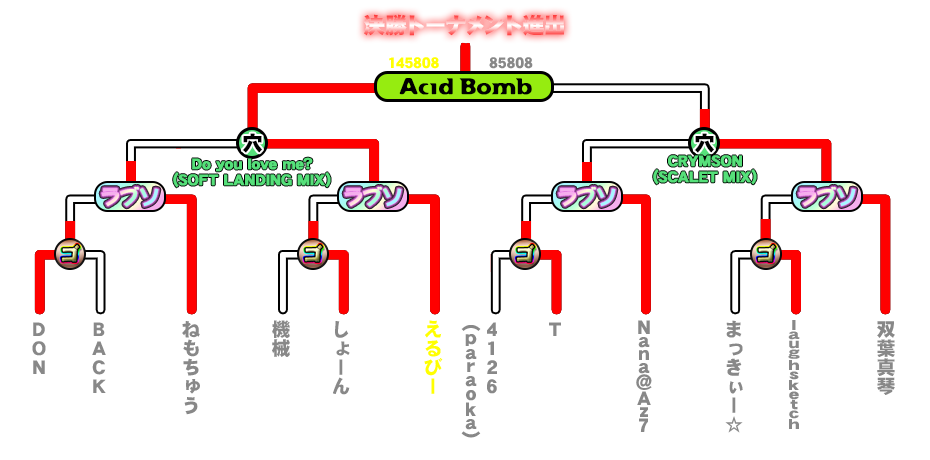 決勝トーナメント進出
145808
85808
Acid Bomb
穴
Do you love me?
(SOFT LANDING MIX)
穴
CRYMSON
(SCALET MIX)
ラブソ
ラブソ
ラブソ
ラブソ
ゴ
ゴ
ゴ
ゴ
DON
BACK
ねもちゅう
機械
しょーん
えるびー
4126
(paraoka)
T
Nana@Az7
まっきぃー☆
laughsketch
双葉真琴